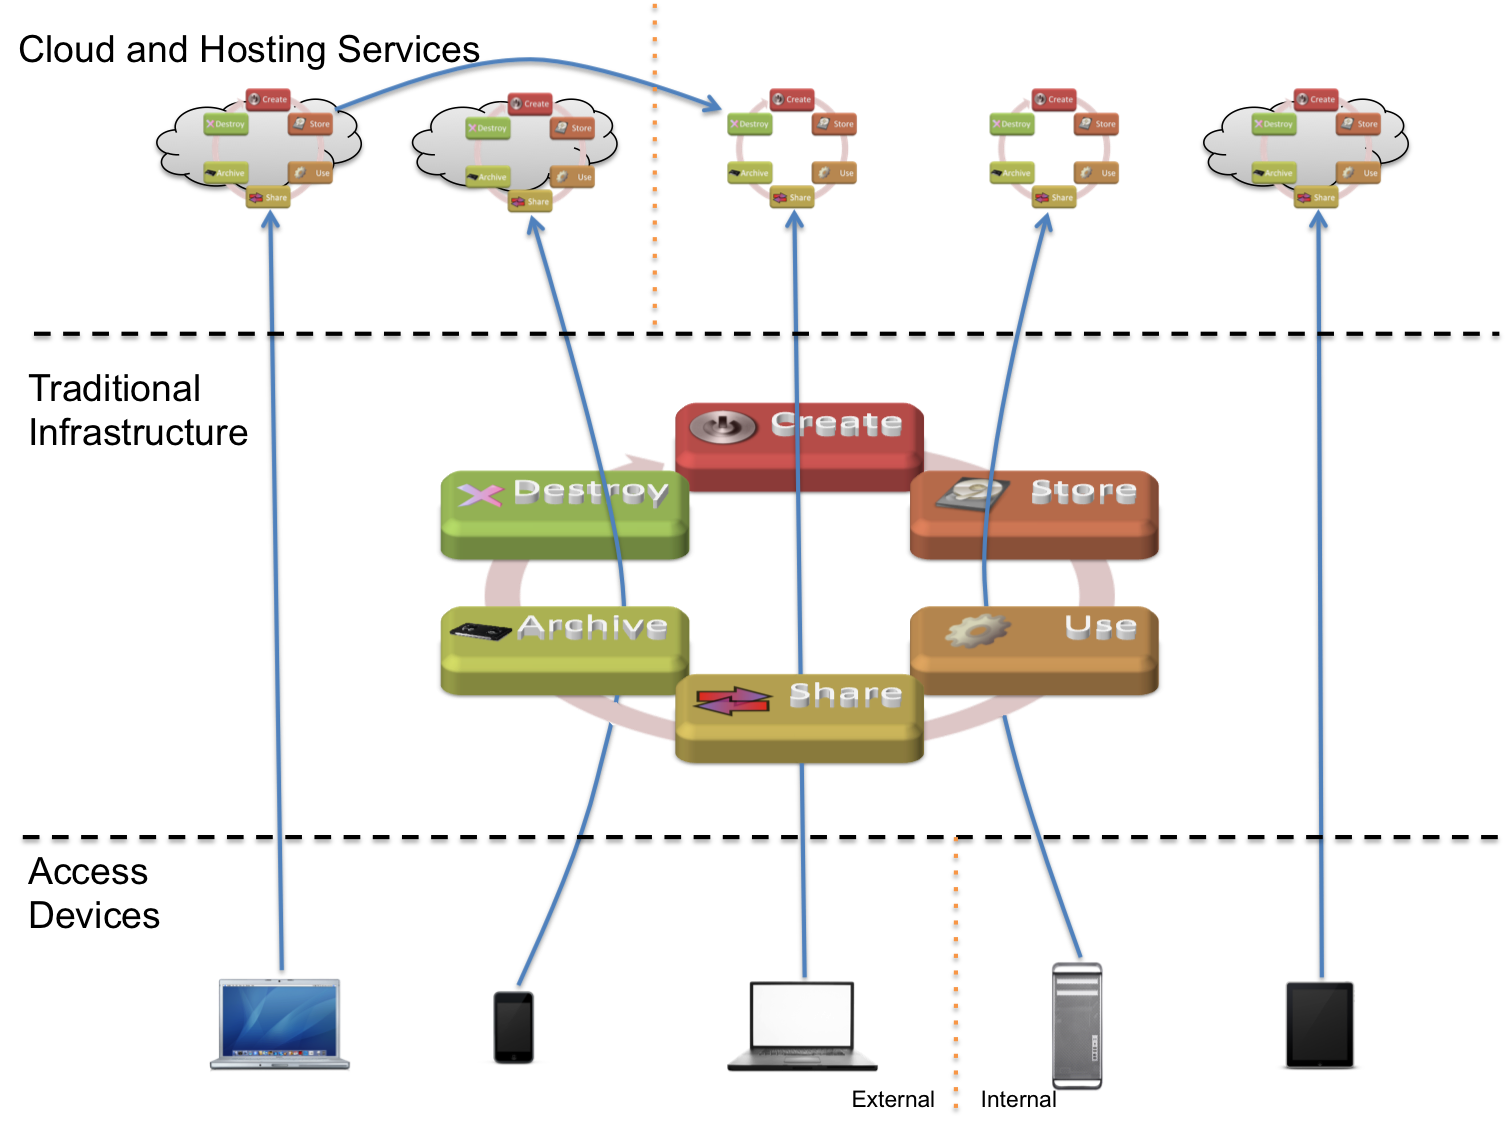 Cloud and Hosting Services
Create
Destroy
Store
Archive
Use
Share
Create
Destroy
Store
Archive
Use
Share
Create
Destroy
Store
Archive
Use
Share
Create
Destroy
Store
Archive
Use
Share
Create
Destroy
Store
Archive
Use
Share
Traditional
Infrastructure
Create
Destroy
Store
Archive
Use
Share
Access
Devices
External
Internal